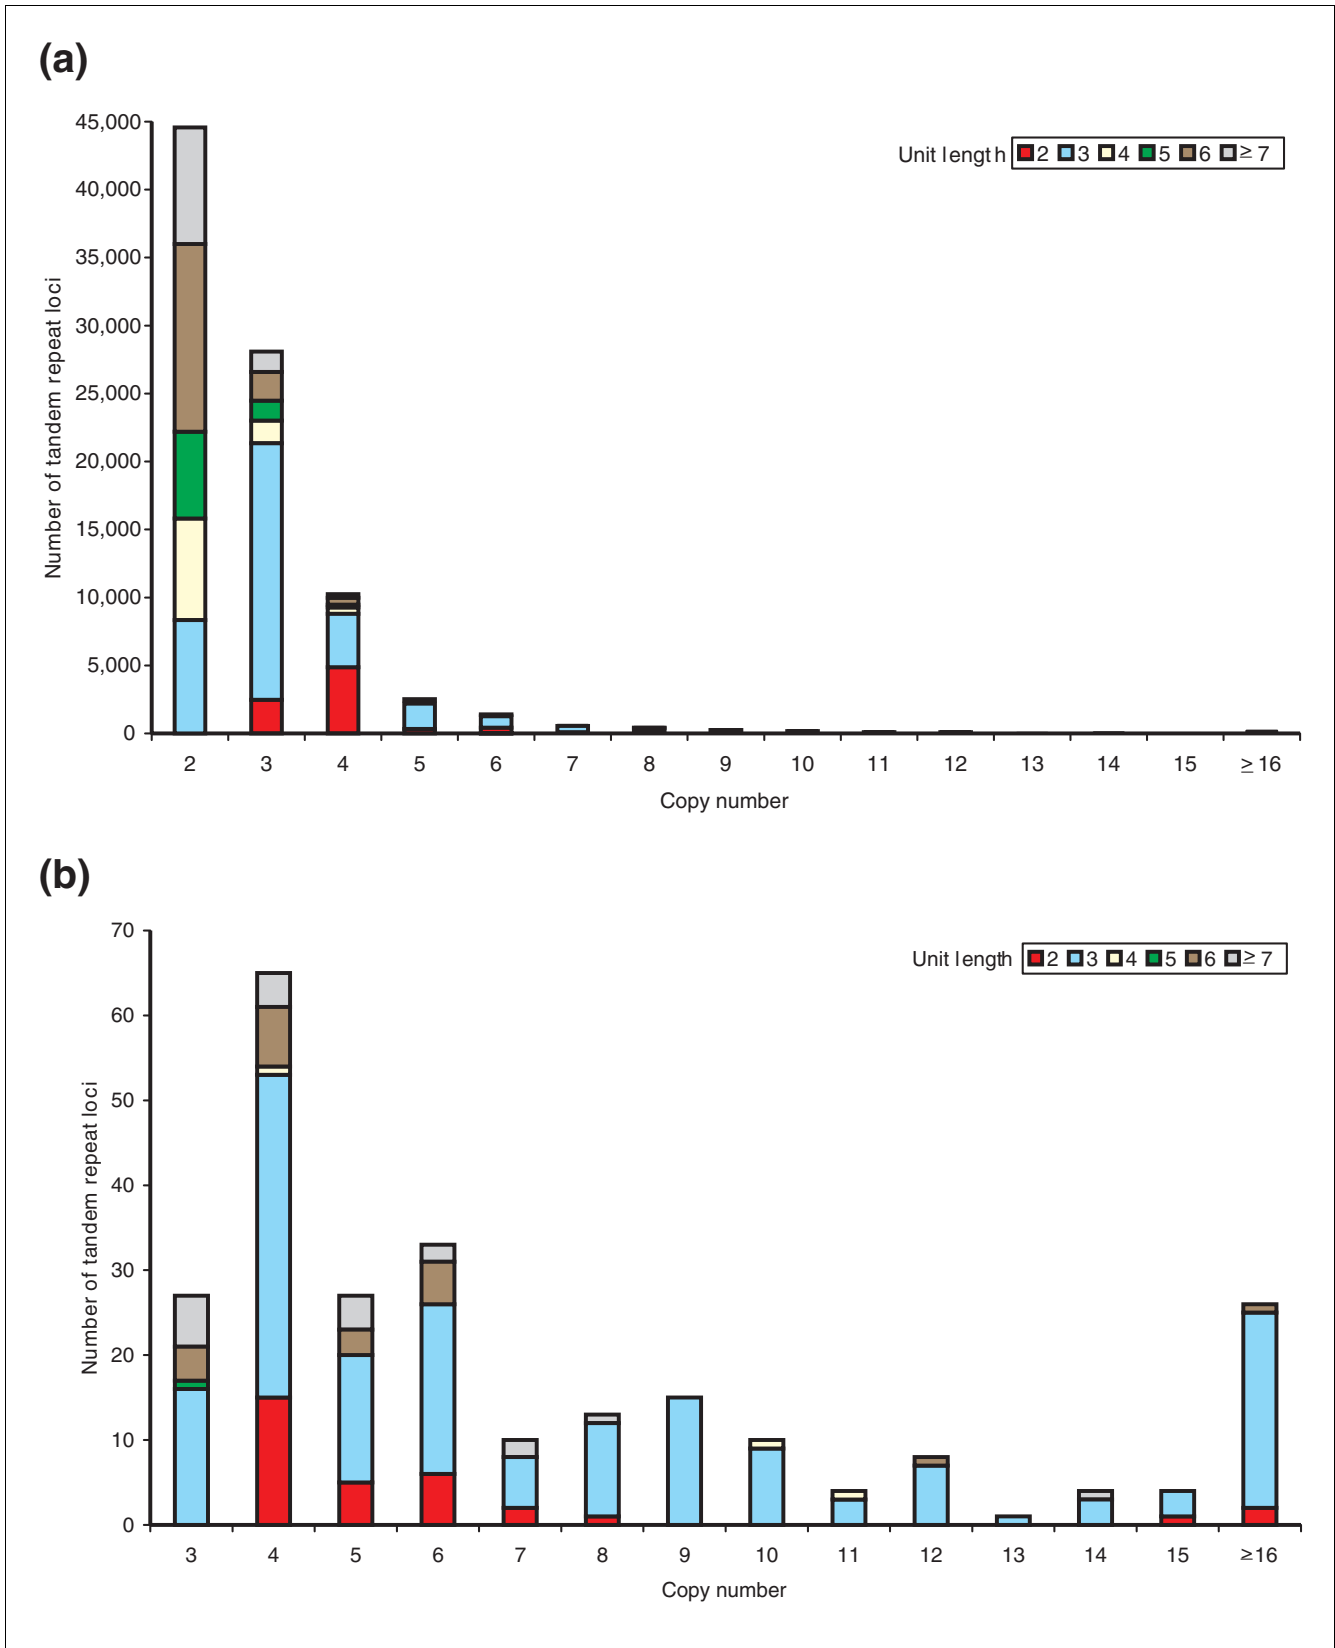 (a)
45,000
40,000
35,000
30,000
25,000
20,000
15,000
10,000
5,000
0
Number of tandem repeat loci
Unit length 2 3 4 5 6 ≥ 7
2 3 4 5 6 7 8 9 10 11 12 13 14 15 ≥ 16
Copy number
(b)
70
60
50
40
30
20
10
0
Number of tandem repeat loci
Unit length 2 3 4 5 6 ≥ 7
3 4 5 6 7 8 9 10 11 12 13 14 15 ≥16
Copy number